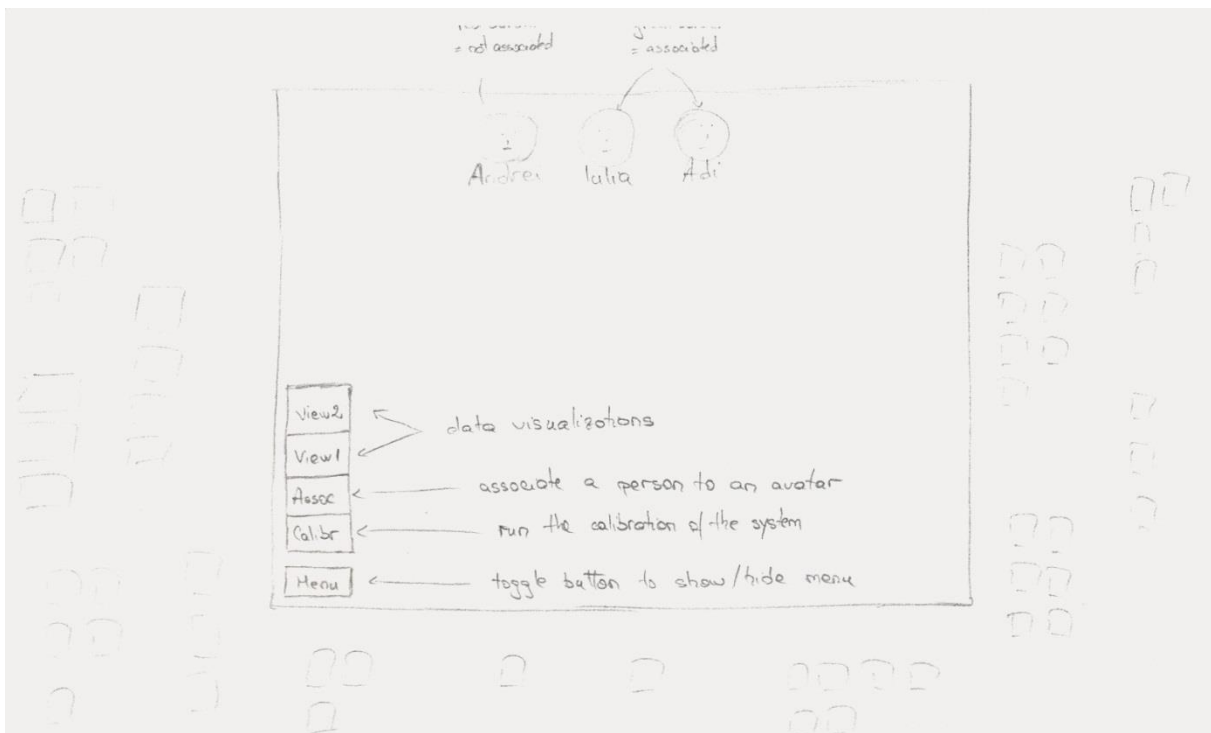 = not associated
= associated
Andrei Iulia Adi
View2
data visualizations
View1
Assoc
associate a person to an avatar
Calibr
run the calibration of the system
Menu
toggle button to show/hide menu